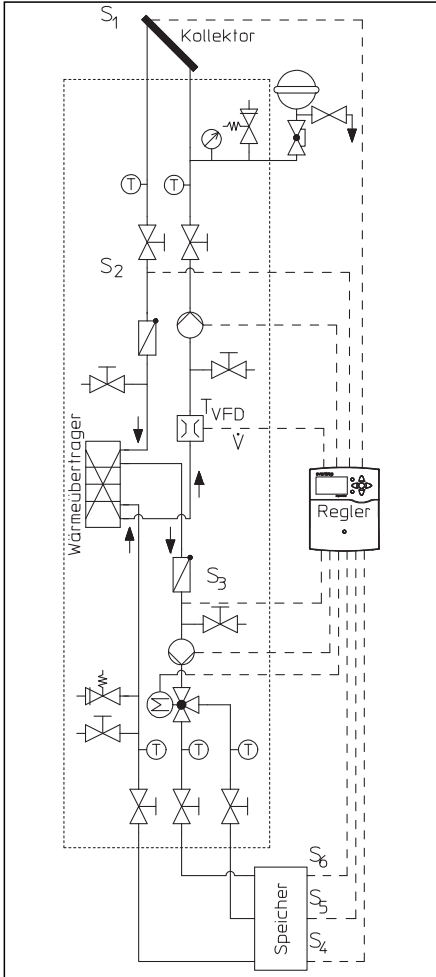 S1
Kollektor
T
T
S2
TVFD
V̇
Wärmeübertrager
Regler
S3
M
T
T
T
S6
S5
S4
Speicher